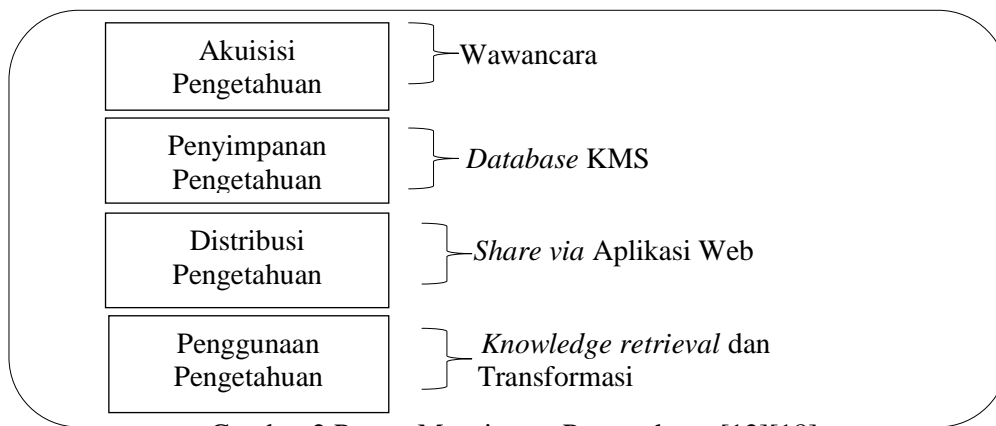 Akuisisi
Pengetahuan
Wawancara
Penyimpanan
Pengetahuan
Database KMS
Distribusi
Pengetahuan
Share via Aplikasi Web
Penggunaan
Pengetahuan
Knowledge retrieval dan
Transformasi